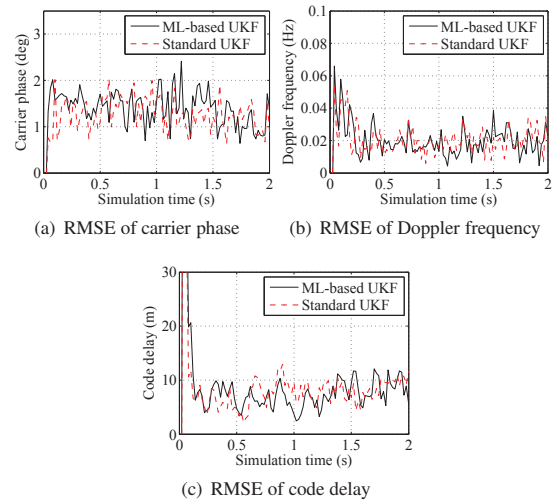 3
2
1
0
0 0.5 1 1.5 2
Carrier phase (deg)
Simulation time (s)
ML-based UKF
Standard UKF
(a) RMSE of carrier phase
0.1
0.08
0.06
0.04
0.02
0
0 0.5 1 1.5 2
Doppler frequency (Hz)
Simulation time (s)
ML-based UKF
Standard UKF
(b) RMSE of Doppler frequency
30
20
10
0
0 0.5 1 1.5 2
Code delay (m)
Simulation time (s)
ML-based UKF
Standard UKF
(c) RMSE of code delay